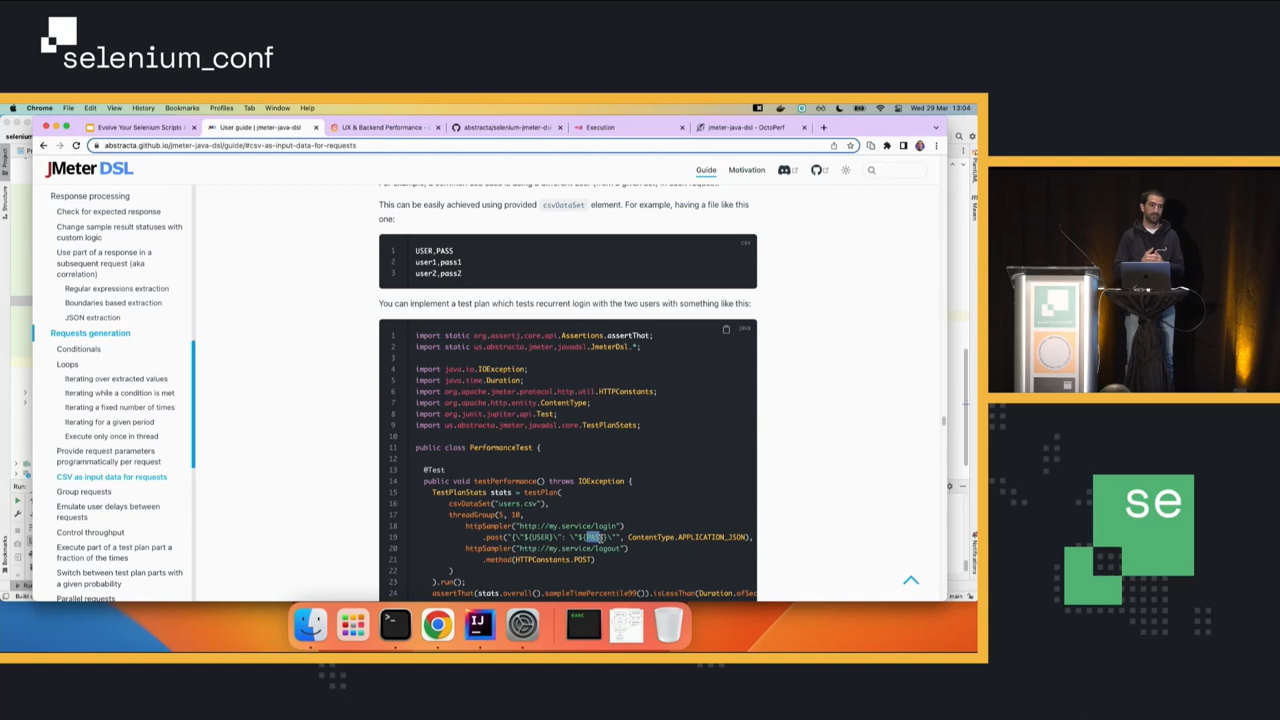 selenium_conf
Chrome File Edit View History Bookmarks Profiles Tab Window Help Wed 29 Mar 13:04
Evolve Your Selenium Scripts
User guide | jmeter-java-dsl
UX & Backend Performance -
abstracta/selenium-jmeter-ds
Execution
jmeter-java-dsl - OctoPerf
abstracta.github.io/jmeter-java-dsl/guide/#csv-as-input-data-for-requests
JMeter DSL
Guide Motivation
Response processing
Check for expected response
Change sample result statuses with
custom logic
Use part of a response in a
subsequent request (aka
correlation)
Regular expressions extraction
Boundaries based extraction
JSON extraction
Requests generation
Conditionals
Loops
Iterating over extracted values
Iterating while a condition is met
Iterating a fixed number of times
Iterating for a given period
Execute only once in thread
Provide request parameters
programmatically per request
CSV as input data for requests
Group requests
Emulate user delays between
requests
Control throughput
Execute part of a test plan part a
fraction of the times
Switch between test plan parts with
a given probability
Parallel requests
This can be easily achieved using provided csvDataSet element. For example, having a file like this
one:
csv
1 USER,PASS
2 user1,pass1
3 user2,pass2
You can implement a test plan which tests recurrent login with the two users with something like this:
java
1 import static org.assertj.core.api.Assertions.assertThat;
2 import static us.abstracta.jmeter.javadsl.JmeterDsl.*;
3
4 import java.io.IOException;
5 import java.time.Duration;
6 import org.apache.jmeter.protocol.http.util.HTTPConstants;
7 import org.apache.http.entity.ContentType;
8 import org.junit.jupiter.api.Test;
9 import us.abstracta.jmeter.javadsl.core.TestPlanStats;
10
11 public class PerformanceTest {
12
13 @Test
14 public void testPerformance() throws IOException {
15 TestPlanStats stats = testPlan(
16 csvDataSet("users.csv"),
17 threadGroup(5, 10,
18 httpSampler("http://my.service/login")
19 .post("{\"${USER}\": \"${PASS}\"", ContentType.APPLICATION_JSON),
20 httpSampler("http://my.service/logout")
21 .method(HTTPConstants.POST)
22 )
23 ).run();
24 assertThat(stats.overall().sampleTimePercentile99()).isLessThan(Duration.ofSec
se